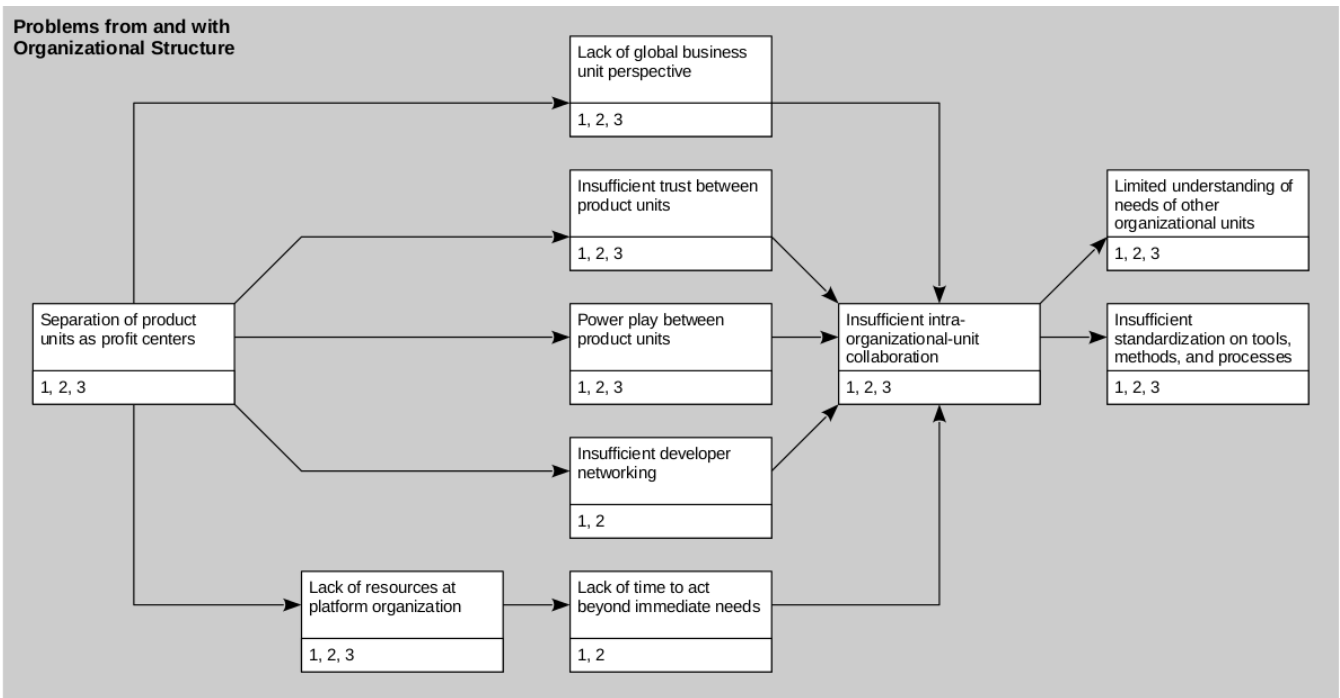 Problems from and with
Organizational Structure
Lack of global business
unit perspective
1, 2, 3
Insufficient trust between
product units
1, 2, 3
Limited understanding of
needs of other
organizational units
1, 2, 3
Separation of product
units as profit centers
1, 2, 3
Power play between
product units
1, 2, 3
Insufficient intra-
organizational-unit
collaboration
1, 2, 3
Insufficient
standardization on tools,
methods, and processes
1, 2, 3
Insufficient developer
networking
1, 2
Lack of resources at
platform organization
1, 2, 3
Lack of time to act
beyond immediate needs
1, 2